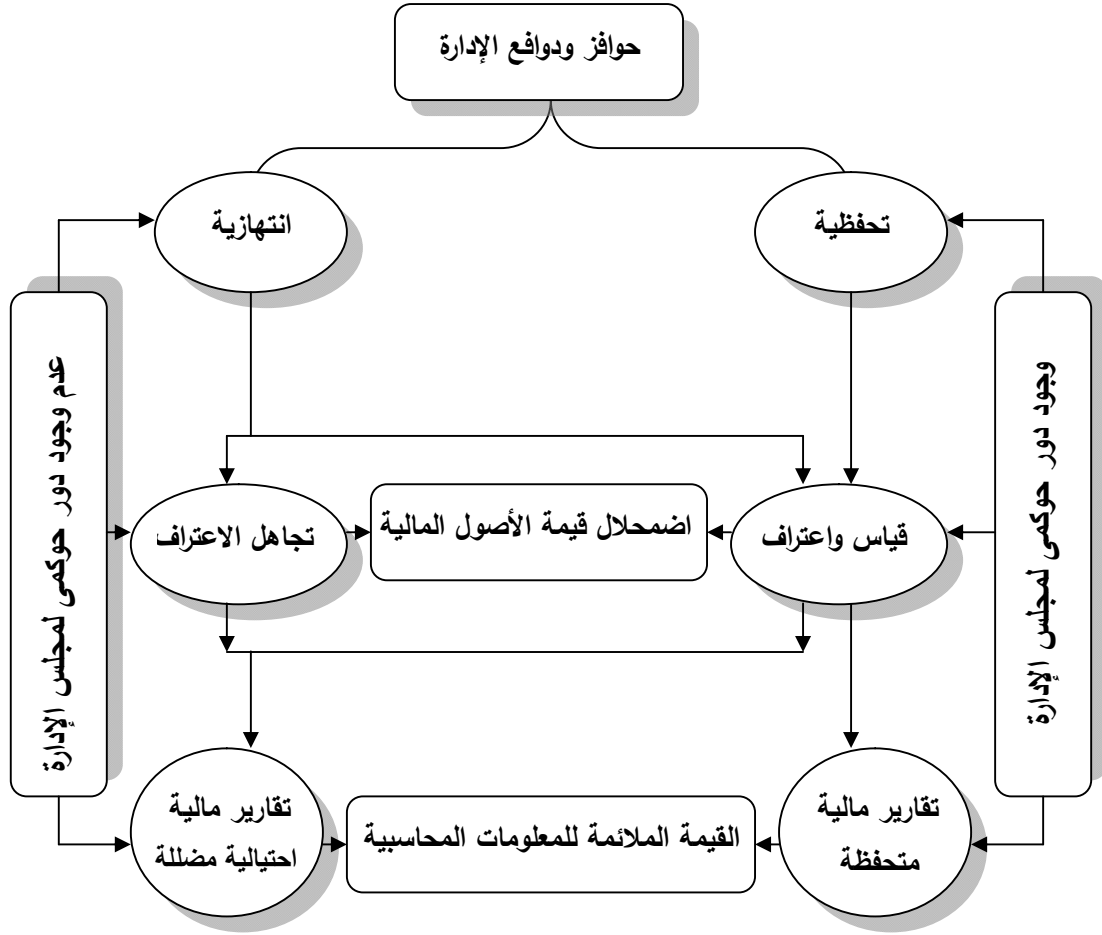 حوافز ودوافع الإدارة
تحفظية
انتهازية
وجود دور حوكمى لمجلس الإدارة
عدم وجود دور حوكمى لمجلس الإدارة
قياس واعتراف
اضمحلال قيمة الأصول المالية
تجاهل الاعتراف
تقارير مالية
متحفظة
القيمة الملائمة للمعلومات المحاسبية
تقارير مالية
احتيالية مضللة